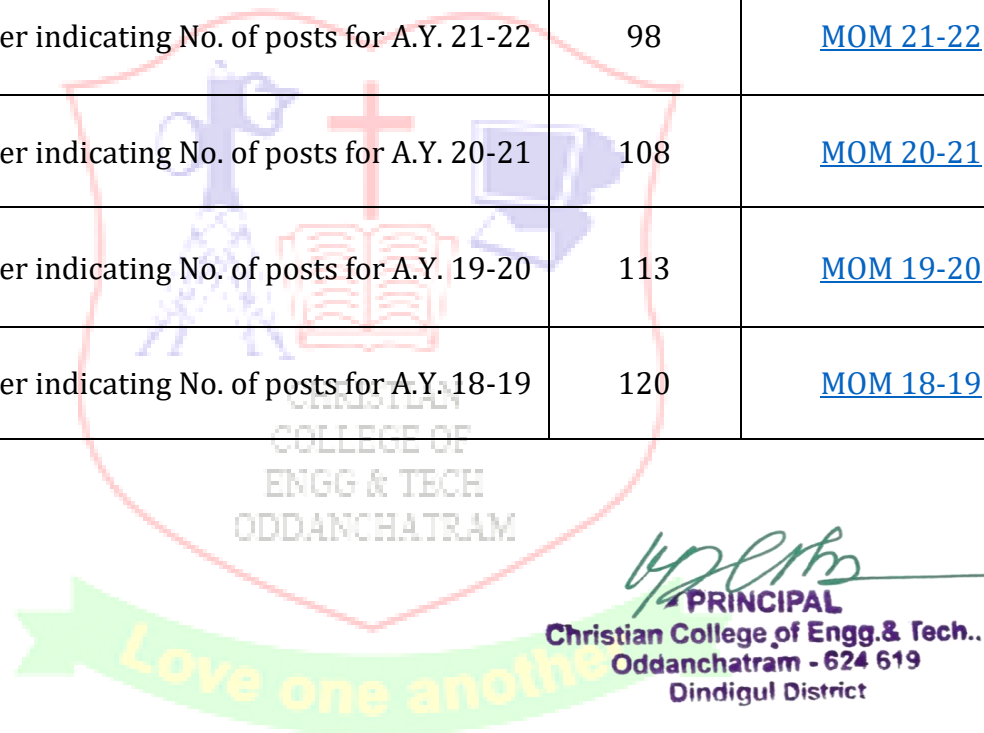 er indicating No. of posts for A.Y. 21-22 98 MOM 21-22
er indicating No. of posts for A.Y. 20-21 108 MOM 20-21
er indicating No. of posts for A.Y. 19-20 113 MOM 19-20
er indicating No. of posts for A.Y. 18-19 120 MOM 18-19
CHRISTIAN
COLLEGE OF
ENGG & TECH
ODDANCHATRAM
PRINCIPAL
Christian College of Engg.& Tech..
Oddanchatram - 624 619
Dindigul District
Love one another